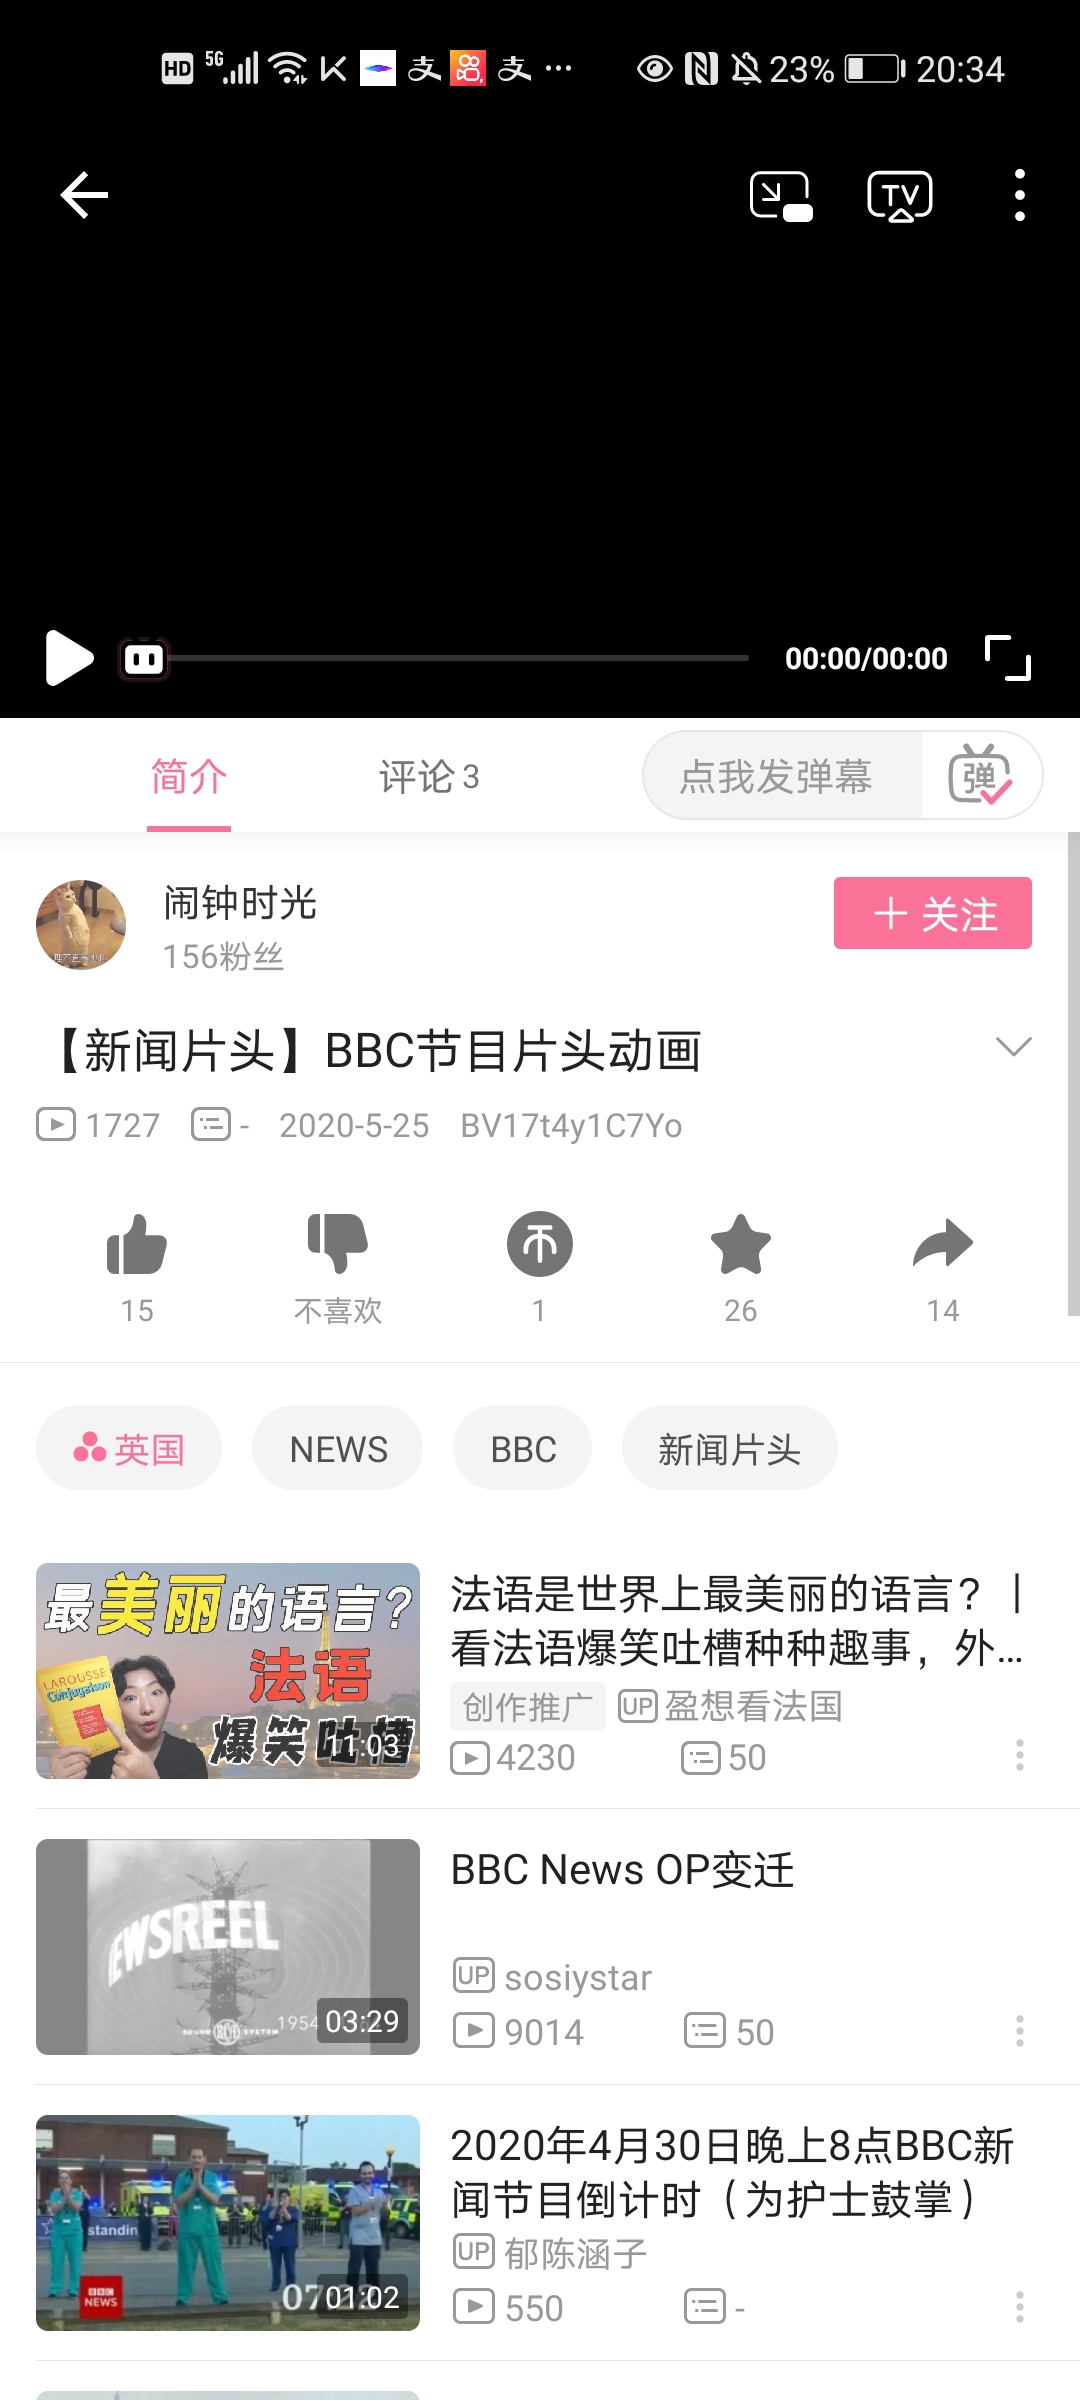 HD 5G 支 支 … 23% 20:34
TV
00:00/00:00
简介 评论 3 点我发弹幕 弹
闹钟时光
156粉丝
＋关注
【新闻片头】BBC节目片头动画
1727 - 2020-5-25 BV17t4y1C7Yo
15 不喜欢 1 26 14
英国 NEWS BBC 新闻片头
最美丽的语言?
法语
LAROUSSE
Conjugaison
爆笑吐槽
11:03
法语是世界上最美丽的语言？｜
看法语爆笑吐槽种种趣事，外...
创作推广 UP 盈想看法国
4230 50
EWSREEL
SOUND RCA SYSTEM 1954
03:29
BBC News OP变迁
UP sosiystar
9014 50
standin
BBC
NEWS
01:02
2020年4月30日晚上8点BBC新
闻节目倒计时（为护士鼓掌）
UP 郁陈涵子
550 -